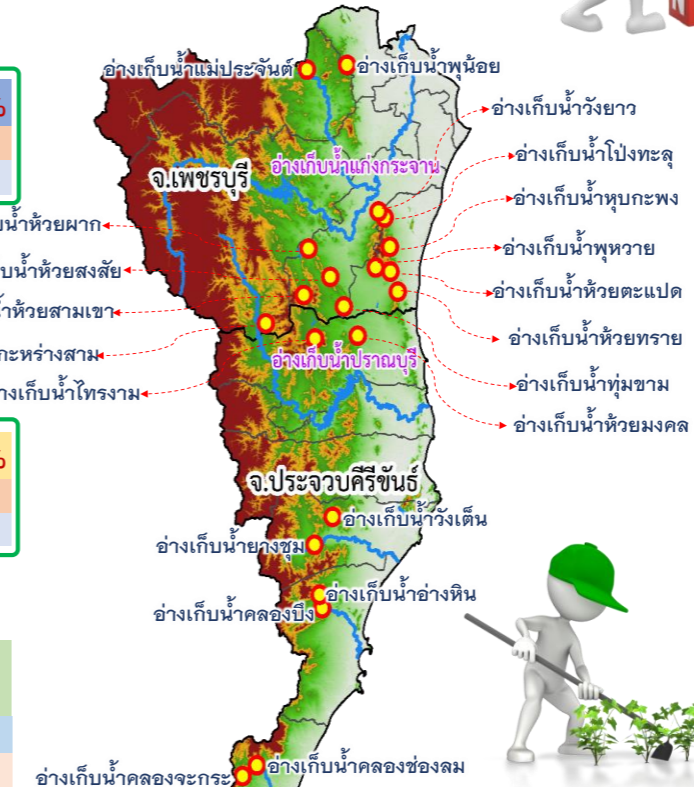 N
อ่างเก็บน้ำแม่ประจันต์
อ่างเก็บน้ำพุน้อย
%
อ่างเก็บน้ำวังยาว
อ่างเก็บน้ำโป่งทะลุ
อ่างเก็บน้ำแก่งกระจาน
จ.เพชรบุรี
อ่างเก็บน้ำหุบกะพง
น้ำห้วยผาก
อ่างเก็บน้ำพุหวาย
บน้ำห้วยสงสัย
อ่างเก็บน้ำห้วยตะแปด
น้ำห้วยสามเขา
อ่างเก็บน้ำห้วยทราย
กะหร่างสาม
อ่างเก็บน้ำปราณบุรี
างเก็บน้ำไทรงาม
อ่างเก็บน้ำทุ่มขาม
อ่างเก็บน้ำห้วยมงคล
%
จ.ประจวบคีรีขันธ์
อ่างเก็บน้ำวังเต็น
อ่างเก็บน้ำยางชุม
อ่างเก็บน้ำอ่างหิน
อ่างเก็บน้ำคลองบึง
อ่างเก็บน้ำคลองช่องลม
อ่างเก็บน้ำคลองจะกระ